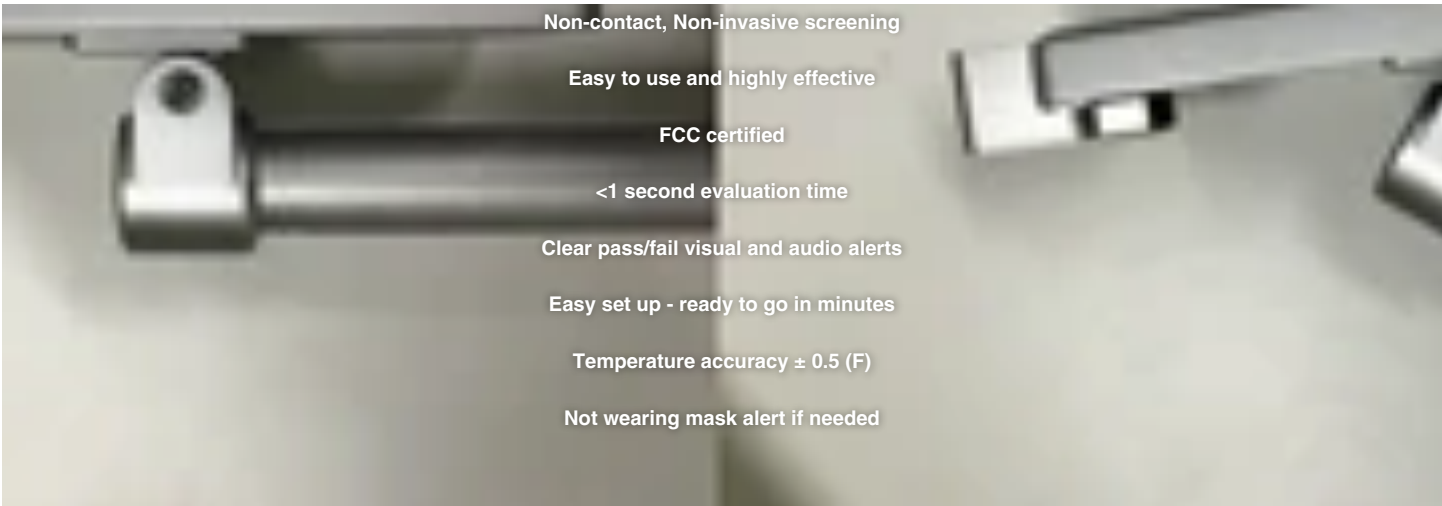 Non-contact, Non-invasive screening
Easy to use and highly effective
FCC certified
<1 second evaluation time
Clear pass/fail visual and audio alerts
Easy set up - ready to go in minutes
Temperature accuracy ± 0.5 (F)
Not wearing mask alert if needed